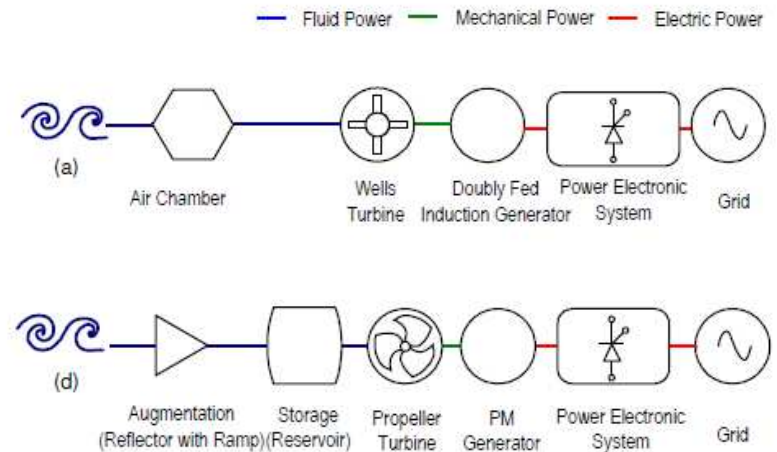 Fluid Power Mechanical Power Electric Power
(a)
Air Chamber
Wells
Turbine
Doubly Fed
Induction Generator
Power Electronic
System
Grid
(d)
Augmentation
(Reflector with Ramp)
Storage
(Reservoir)
Propeller
Turbine
PM
Generator
Power Electronic
System
Grid